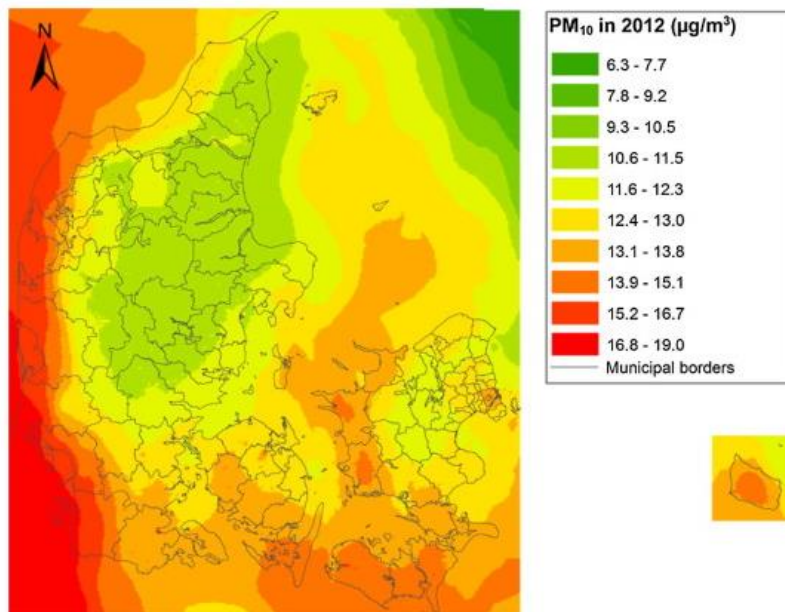 N
PM₁₀ in 2012 (µg/m³)
6.3 - 7.7
7.8 - 9.2
9.3 - 10.5
10.6 - 11.5
11.6 - 12.3
12.4 - 13.0
13.1 - 13.8
13.9 - 15.1
15.2 - 16.7
16.8 - 19.0
Municipal borders